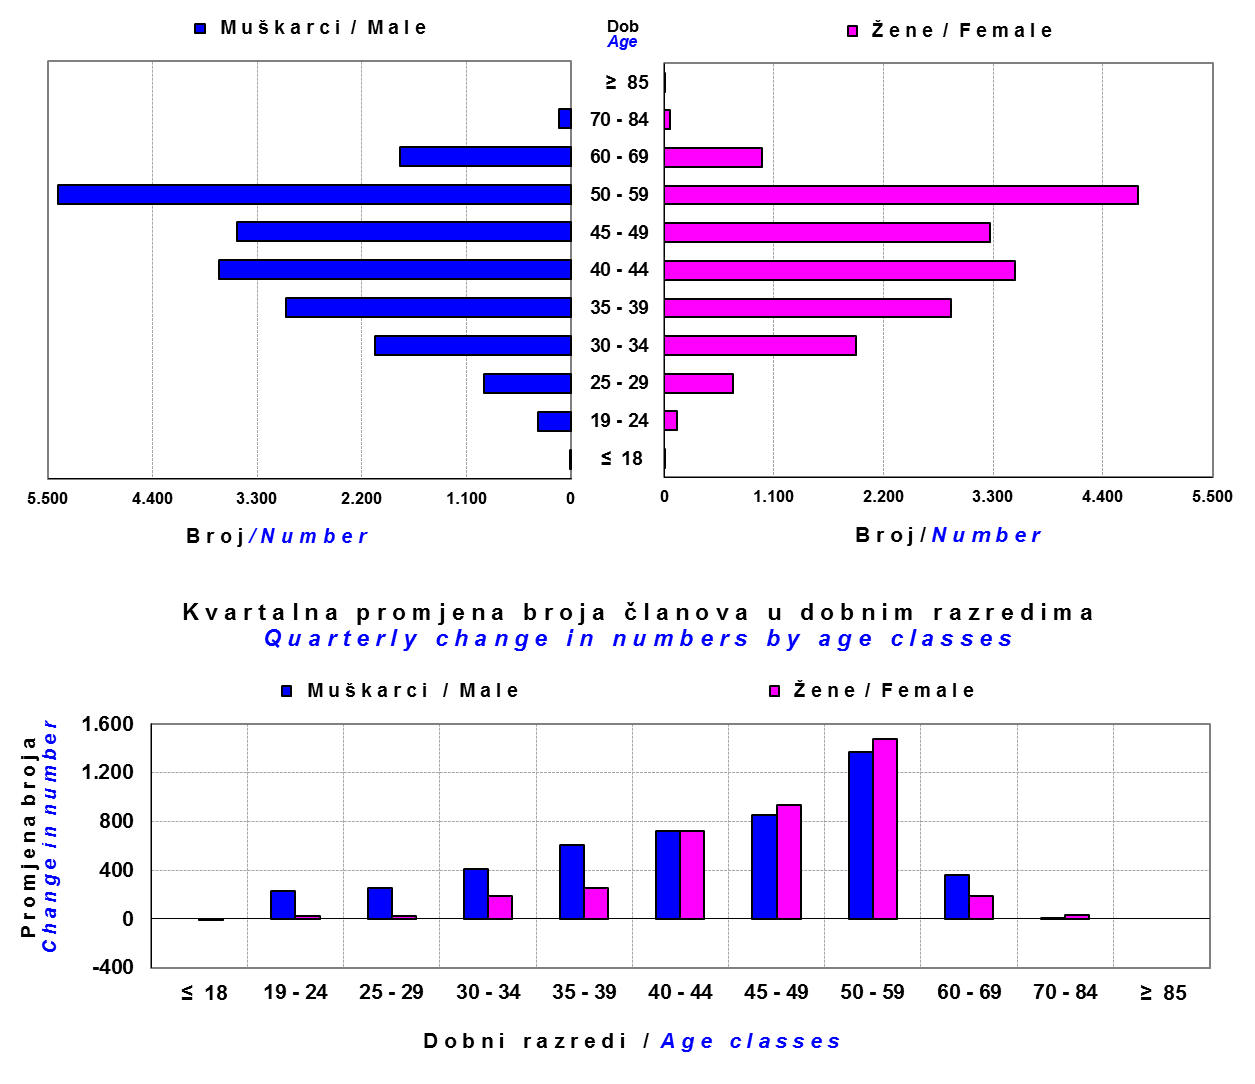 Muškarci / Male
Dob
Age
Žene / Female
≥ 85
70 - 84
60 - 69
50 - 59
45 - 49
40 - 44
35 - 39
30 - 34
25 - 29
19 - 24
≤ 18
5.500 4.400 3.300 2.200 1.100 0
0 1.100 2.200 3.300 4.400 5.500
Broj/Number
Broj/Number
Kvartalna promjena broja članova u dobnim razredima
Quarterly change in numbers by age classes
Muškarci / Male
Žene / Female
Promjena broja
Change in number
1.600
1.200
800
400
0
-400
≤ 18 19 - 24 25 - 29 30 - 34 35 - 39 40 - 44 45 - 49 50 - 59 60 - 69 70 - 84 ≥ 85
Dobni razredi / Age classes